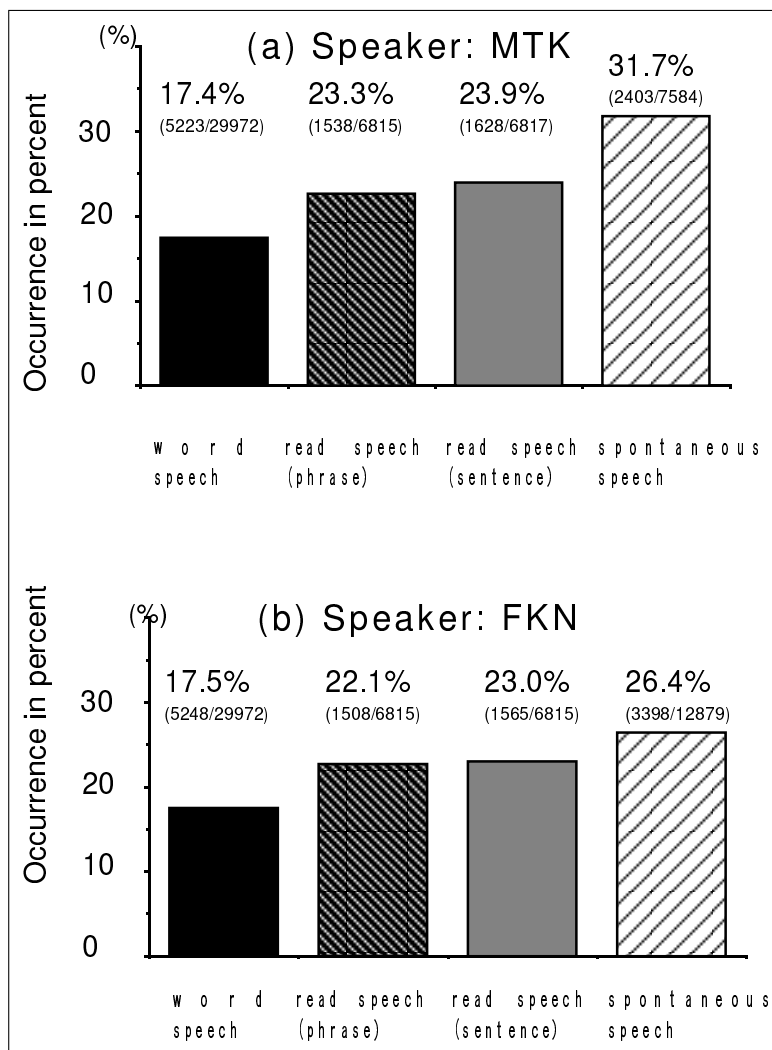 (%)
(a) Speaker: MTK
17.4%
(5223/29972)
23.3%
(1538/6815)
23.9%
(1628/6817)
31.7%
(2403/7584)
Occurrence in percent
30
20
10
0
word speech
read speech (phrase)
read speech (sentence)
spontaneous speech
(%)
(b) Speaker: FKN
17.5%
(5248/29972)
22.1%
(1508/6815)
23.0%
(1565/6815)
26.4%
(3398/12879)
Occurrence in percent
30
20
10
0
word speech
read speech (phrase)
read speech (sentence)
spontaneous speech